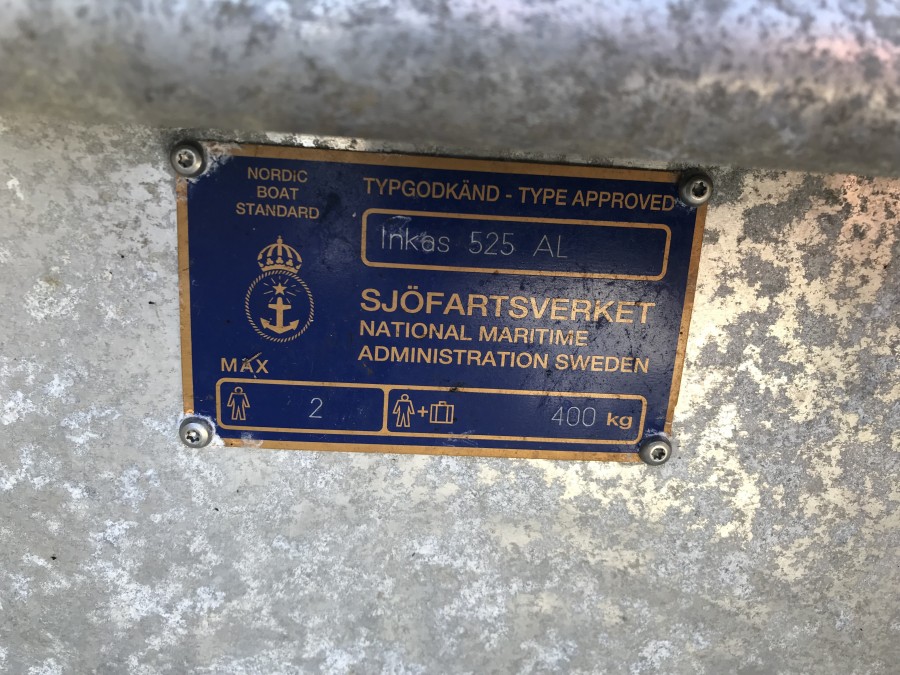 NORDIC
BOAT
STANDARD
TYPGODKÄND - TYPE APPROVED
Inkas 525 AL
SJÖFARTSVERKET
NATIONAL MARITIME
ADMINISTRATION SWEDEN
MAX
2
+
400 kg